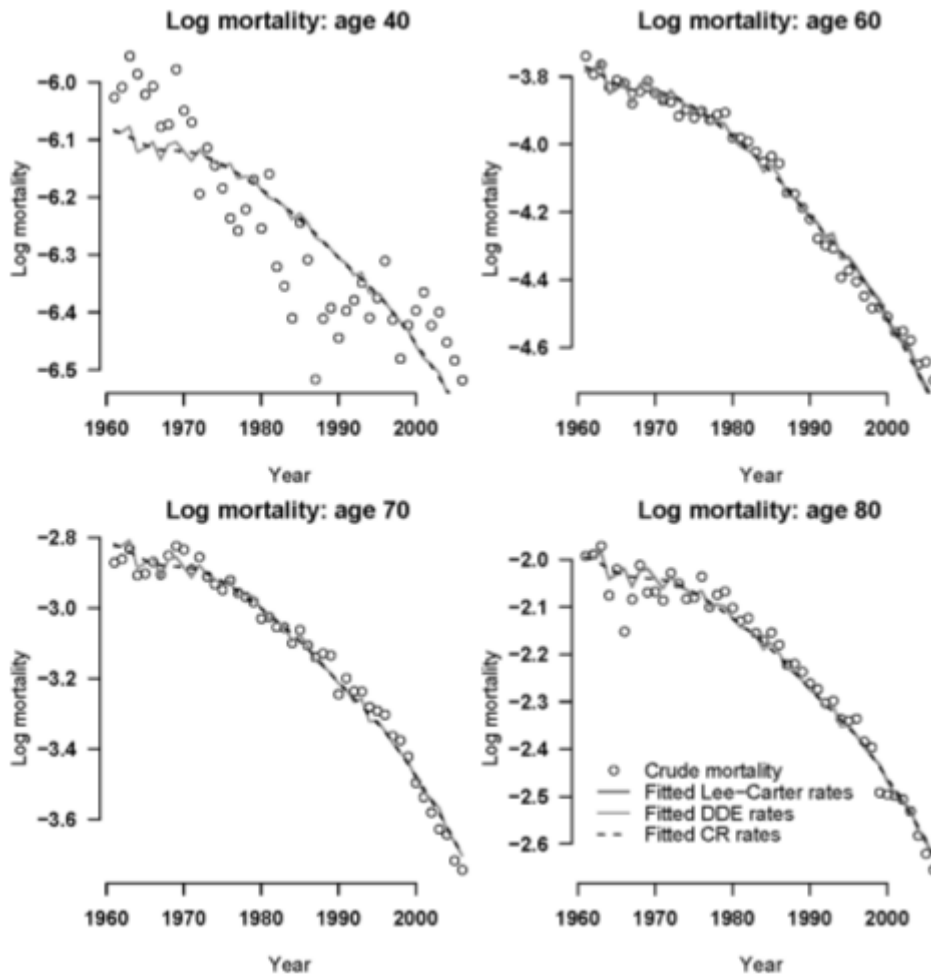 Log mortality: age 40
Log mortality
−6.0
−6.1
−6.2
−6.3
−6.4
−6.5
1960 1970 1980 1990 2000
Year
Log mortality: age 60
Log mortality
−3.8
−4.0
−4.2
−4.4
−4.6
1960 1970 1980 1990 2000
Year
Log mortality: age 70
Log mortality
−2.8
−3.0
−3.2
−3.4
−3.6
1960 1970 1980 1990 2000
Year
Log mortality: age 80
Log mortality
−2.0
−2.1
−2.2
−2.3
−2.4
−2.5
−2.6
Crude mortality
Fitted Lee−Carter rates
Fitted DDE rates
Fitted CR rates
1960 1970 1980 1990 2000
Year